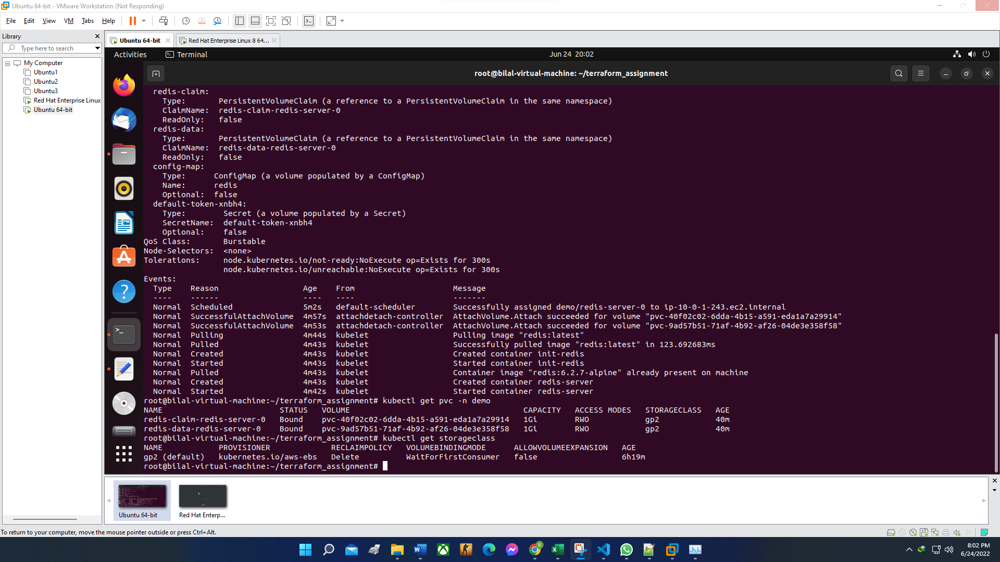 Ubuntu 64-bit - VMware Workstation (Not Responding)
File Edit View VM Tabs Help
Library
Type here to search
My Computer
Ubuntu1
Ubuntu2
Ubuntu3
Red Hat Enterprise Linux
Ubuntu 64-bit
Ubuntu 64-bit
Red Hat Enterprise Linux 8 64...
Activities
Terminal
Jun 24 20:02
root@bilal-virtual-machine: ~/terraform_assignment
redis-claim:
Type: PersistentVolumeClaim (a reference to a PersistentVolumeClaim in the same namespace)
ClaimName: redis-claim-redis-server-0
ReadOnly: false
redis-data:
Type: PersistentVolumeClaim (a reference to a PersistentVolumeClaim in the same namespace)
ClaimName: redis-data-redis-server-0
ReadOnly: false
config-map:
Type: ConfigMap (a volume populated by a ConfigMap)
Name: redis
Optional: false
default-token-xnbh4:
Type: Secret (a volume populated by a Secret)
SecretName: default-token-xnbh4
Optional: false
QoS Class: Burstable
Node-Selectors: <none>
Tolerations: node.kubernetes.io/not-ready:NoExecute op=Exists for 300s
node.kubernetes.io/unreachable:NoExecute op=Exists for 300s
Events:
Type Reason Age From Message
---- ------ ---- ---- -------
Normal Scheduled 5m2s default-scheduler Successfully assigned demo/redis-server-0 to ip-10-0-1-243.ec2.internal
Normal SuccessfulAttachVolume 4m57s attachdetach-controller AttachVolume.Attach succeeded for volume "pvc-40f02c02-6dda-4b15-a591-eda1a7a29914"
Normal SuccessfulAttachVolume 4m53s attachdetach-controller AttachVolume.Attach succeeded for volume "pvc-9ad57b51-71af-4b92-af26-04de3e358f58"
Normal Pulling 4m44s kubelet Pulling image "redis:latest"
Normal Pulled 4m43s kubelet Successfully pulled image "redis:latest" in 123.692683ms
Normal Created 4m43s kubelet Created container init-redis
Normal Started 4m43s kubelet Started container init-redis
Normal Pulled 4m43s kubelet Container image "redis:6.2.7-alpine" already present on machine
Normal Created 4m43s kubelet Created container redis-server
Normal Started 4m42s kubelet Started container redis-server
root@bilal-virtual-machine:~/terraform_assignment# kubectl get pvc -n demo
NAME STATUS VOLUME CAPACITY ACCESS MODES STORAGECLASS AGE
redis-claim-redis-server-0 Bound pvc-40f02c02-6dda-4b15-a591-eda1a7a29914 1Gi RWO gp2 40m
redis-data-redis-server-0 Bound pvc-9ad57b51-71af-4b92-af26-04de3e358f58 1Gi RWO gp2 40m
root@bilal-virtual-machine:~/terraform_assignment# kubectl get storageclass
NAME PROVISIONER RECLAIMPOLICY VOLUMEBINDINGMODE ALLOWVOLUMEEXPANSION AGE
gp2 (default) kubernetes.io/aws-ebs Delete WaitForFirstConsumer false 6h19m
root@bilal-virtual-machine:~/terraform_assignment#
Ubuntu 64-bit
Red Hat Enterp...
To return to your computer, move the mouse pointer outside or press Ctrl+Alt.
8:02 PM
6/24/2022